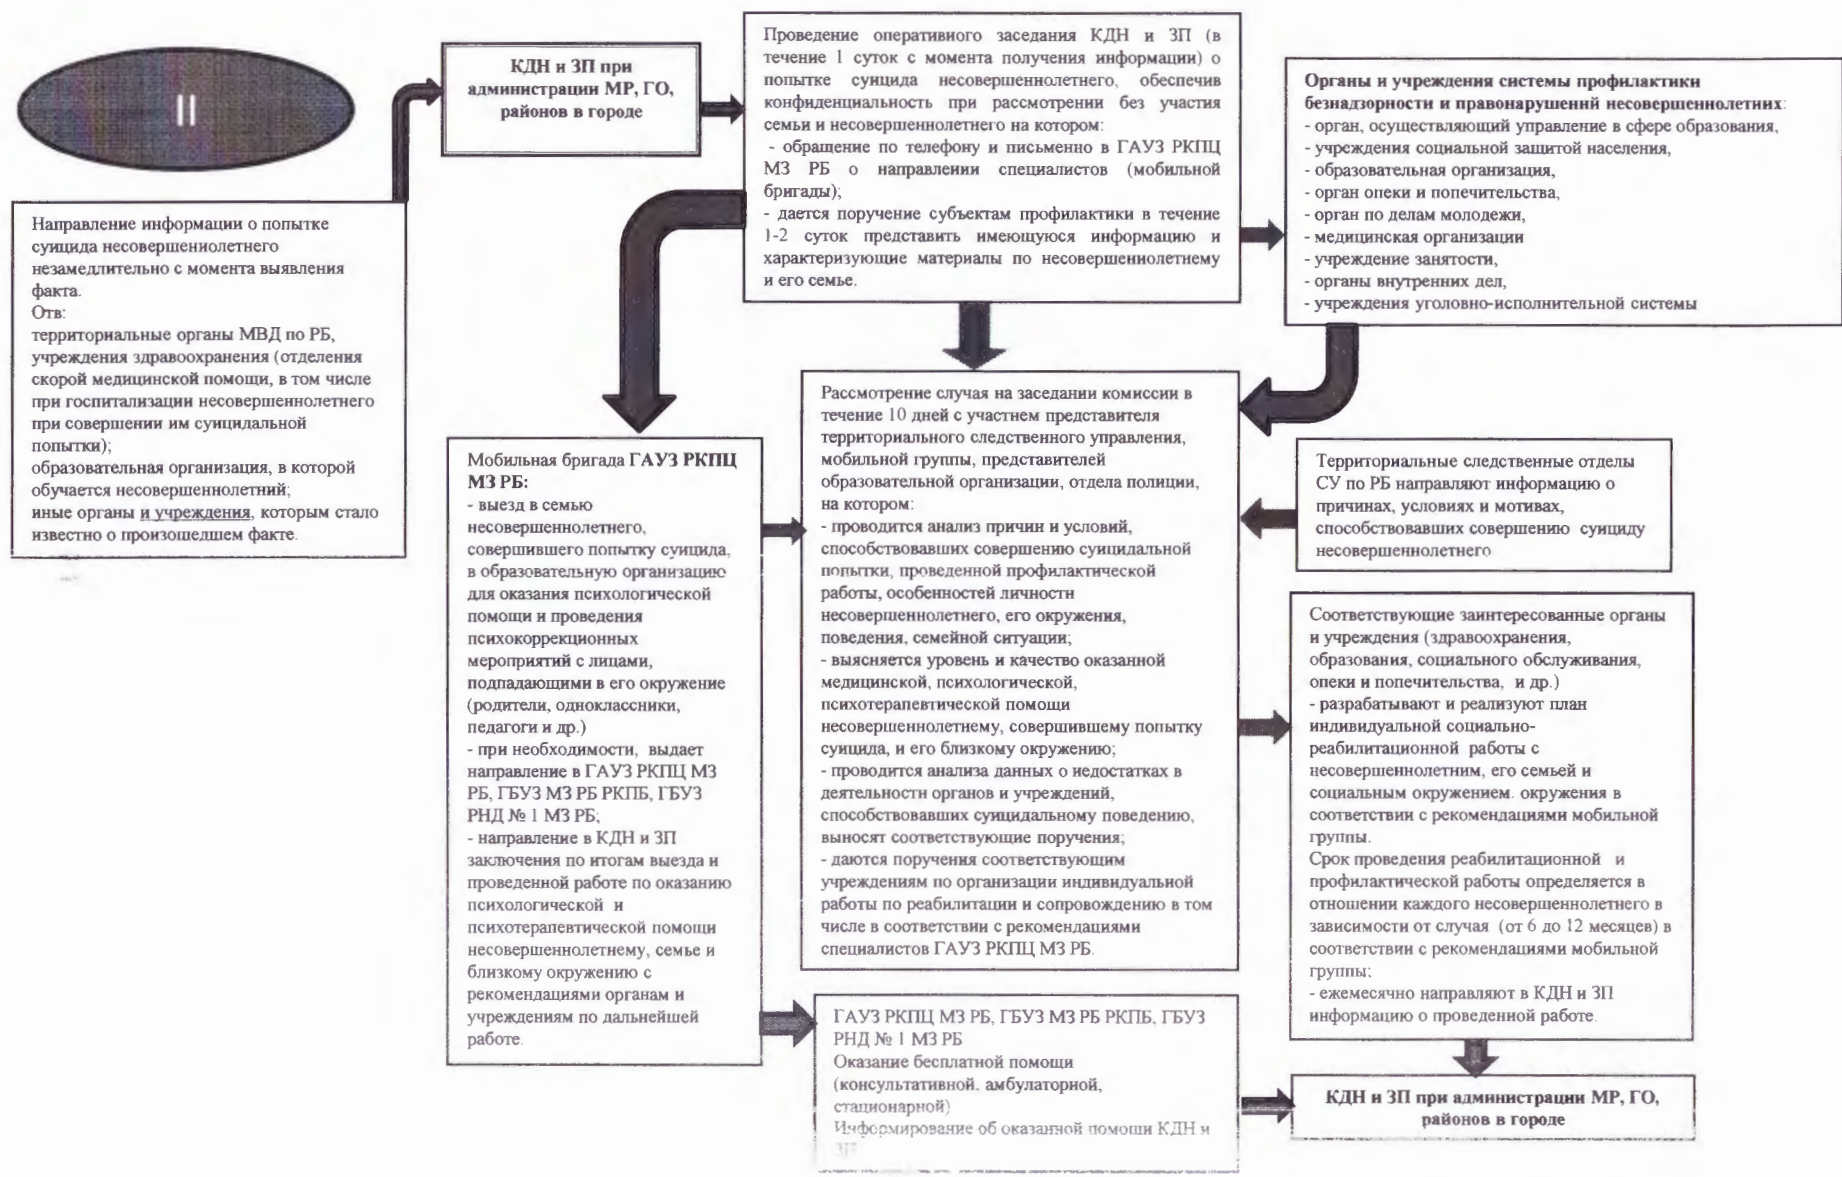 II
КДН и ЗП при
администрации МР, ГО,
районов в городе
Проведение оперативного заседания КДН и ЗП (в
течение 1 суток с момента получения информации) о
попытке суицида несовершеннолетнего, обеспечив
конфиденциальность при рассмотрении без участия
семьи и несовершеннолетнего на котором:
- обращение по телефону и письменно в ГАУЗ РКПЦ
МЗ РБ о направлении специалистов (мобильной
бригады);
- дается поручение субъектам профилактики в течение
1-2 суток представить имеющуюся информацию и
характеризующие материалы по несовершеннолетнему
и его семье.
Органы и учреждения системы профилактики
безнадзорности и правонарушений несовершеннолетних:
- орган, осуществляющий управление в сфере образования,
- учреждения социальной защитой населения,
- образовательная организация,
- орган опеки и попечительства,
- орган по делам молодежи,
- медицинская организации
- учреждение занятости,
- органы внутренних дел,
- учреждения уголовно-исполнительной системы
Направление информации о попытке
суицида несовершеннолетнего
незамедлительно с момента выявления
факта.
Отв:
территориальные органы МВД по РБ,
учреждения здравоохранения (отделения
скорой медицинской помощи, в том числе
при госпитализации несовершеннолетнего
при совершении им суицидальной
попытки);
образовательная организация, в которой
обучается несовершеннолетний;
иные органы и учреждения, которым стало
известно о произошедшем факте.
Мобильная бригада ГАУЗ РКПЦ
МЗ РБ:
- выезд в семью
несовершеннолетнего,
совершившего попытку суицида,
в образовательную организацию
для оказания психологической
помощи и проведения
психокоррекционных
мероприятий с лицами,
подпадающими в его окружение
(родители, одноклассники,
педагоги и др.)
- при необходимости, выдает
направление в ГАУЗ РКПЦ МЗ
РБ, ГБУЗ МЗ РБ РКПБ, ГБУЗ
РНД № 1 МЗ РБ;
- направление в КДН и ЗП
заключения по итогам выезда и
проведенной работе по оказанию
психологической и
психотерапевтической помощи
несовершеннолетнему, семье и
близкому окружению с
рекомендациями органам и
учреждениям по дальнейшей
работе.
Рассмотрение случая на заседании комиссии в
течение 10 дней с участием представителя
территориального следственного управления,
мобильной группы, представителей
образовательной организации, отдела полиции,
на котором:
- проводится анализ причин и условий,
способствовавших совершению суицидальной
попытки, проведенной профилактической
работы, особенностей личности
несовершеннолетнего, его окружения,
поведения, семейной ситуации;
- выясняется уровень и качество оказанной
медицинской, психологической,
психотерапевтической помощи
несовершеннолетнему, совершившему попытку
суицида, и его близкому окружению;
- проводится анализа данных о недостатках в
деятельности органов и учреждений,
способствовавших суицидальному поведению,
выносят соответствующие поручения;
- даются поручения соответствующим
учреждениям по организации индивидуальной
работы по реабилитации и сопровождению в том
числе в соответствии с рекомендациями
специалистов ГАУЗ РКПЦ МЗ РБ.
Территориальные следственные отделы
СУ по РБ направляют информацию о
причинах, условиях и мотивах,
способствовавших совершению суициду
несовершеннолетнего
Соответствующие заинтересованные органы
и учреждения (здравоохранения,
образования, социального обслуживания,
опеки и попечительства, и др.)
- разрабатывают и реализуют план
индивидуальной социально-
реабилитационной работы с
несовершеннолетним, его семьей и
социальным окружением. окружения в
соответствии с рекомендациями мобильной
группы.
Срок проведения реабилитационной и
профилактической работы определяется в
отношении каждого несовершеннолетнего в
зависимости от случая (от 6 до 12 месяцев) в
соответствии с рекомендациями мобильной
группы;
- ежемесячно направляют в КДН и ЗП
информацию о проведенной работе.
ГАУЗ РКПЦ МЗ РБ, ГБУЗ МЗ РБ РКПБ, ГБУЗ
РНД № 1 МЗ РБ
Оказание бесплатной помощи
(консультативной, амбулаторной,
стационарной)
Информирование об оказанной помощи КДН и
ЗП
КДН и ЗП при администрации МР, ГО,
районов в городе